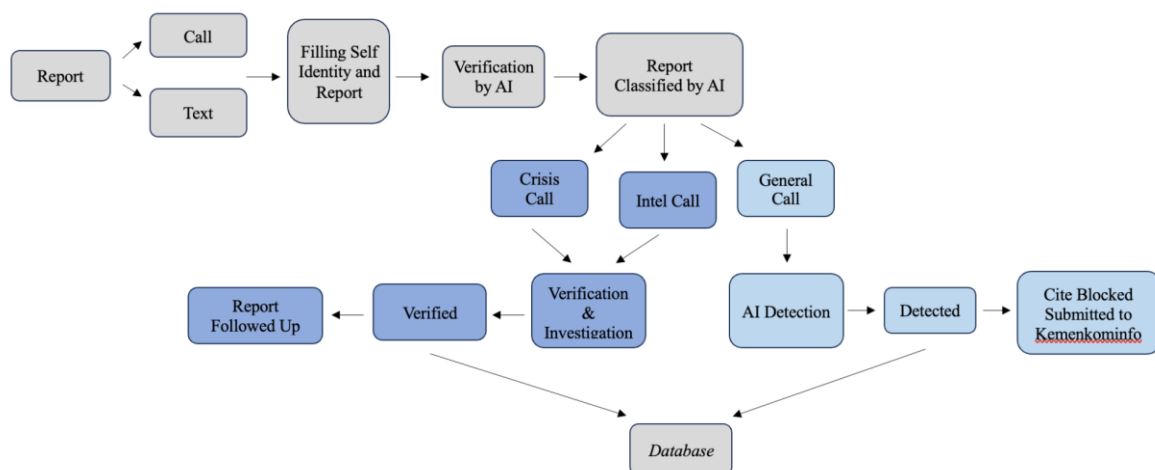 Report
Call
Text
Filling Self
Identity and
Report
Verification
by AI
Report
Classified by AI
Crisis
Call
Intel Call
General
Call
Report
Followed Up
Verified
Verification
&
Investigation
AI Detection
Detected
Cite Blocked
Submitted to
Kemenkominfo
Database